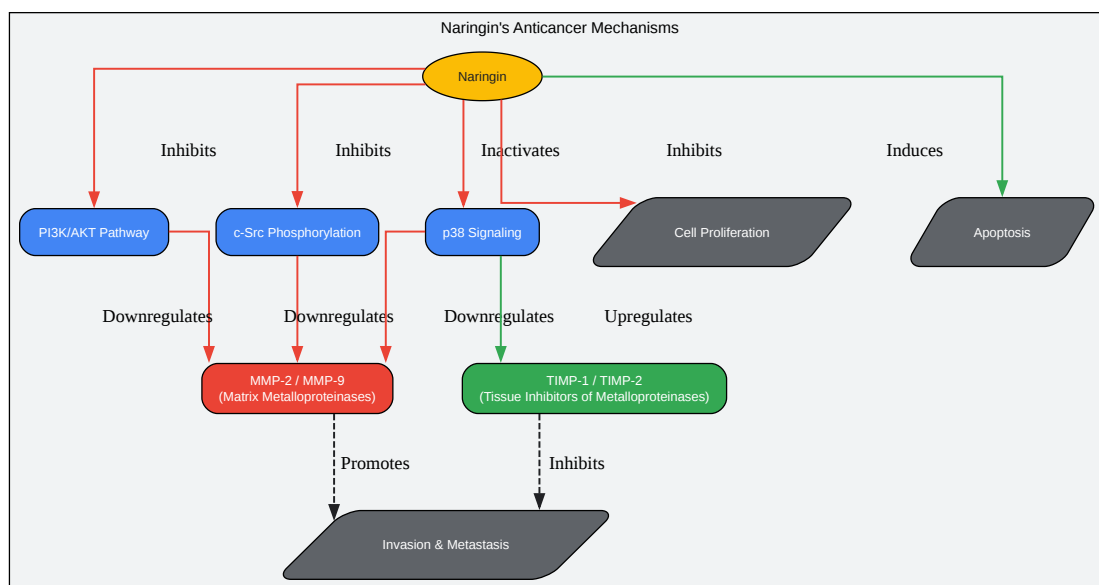 Naringin's Anticancer Mechanisms
Naringin
Inhibits
Inhibits
Inactivates
Inhibits
Induces
PI3K/AKT Pathway
c-Src Phosphorylation
p38 Signaling
Cell Proliferation
Apoptosis
Downregulates
Downregulates
Downregulates
Upregulates
MMP-2 / MMP-9
(Matrix Metalloproteinases)
TIMP-1 / TIMP-2
(Tissue Inhibitors of Metalloproteinases)
Promotes
Inhibits
Invasion & Metastasis